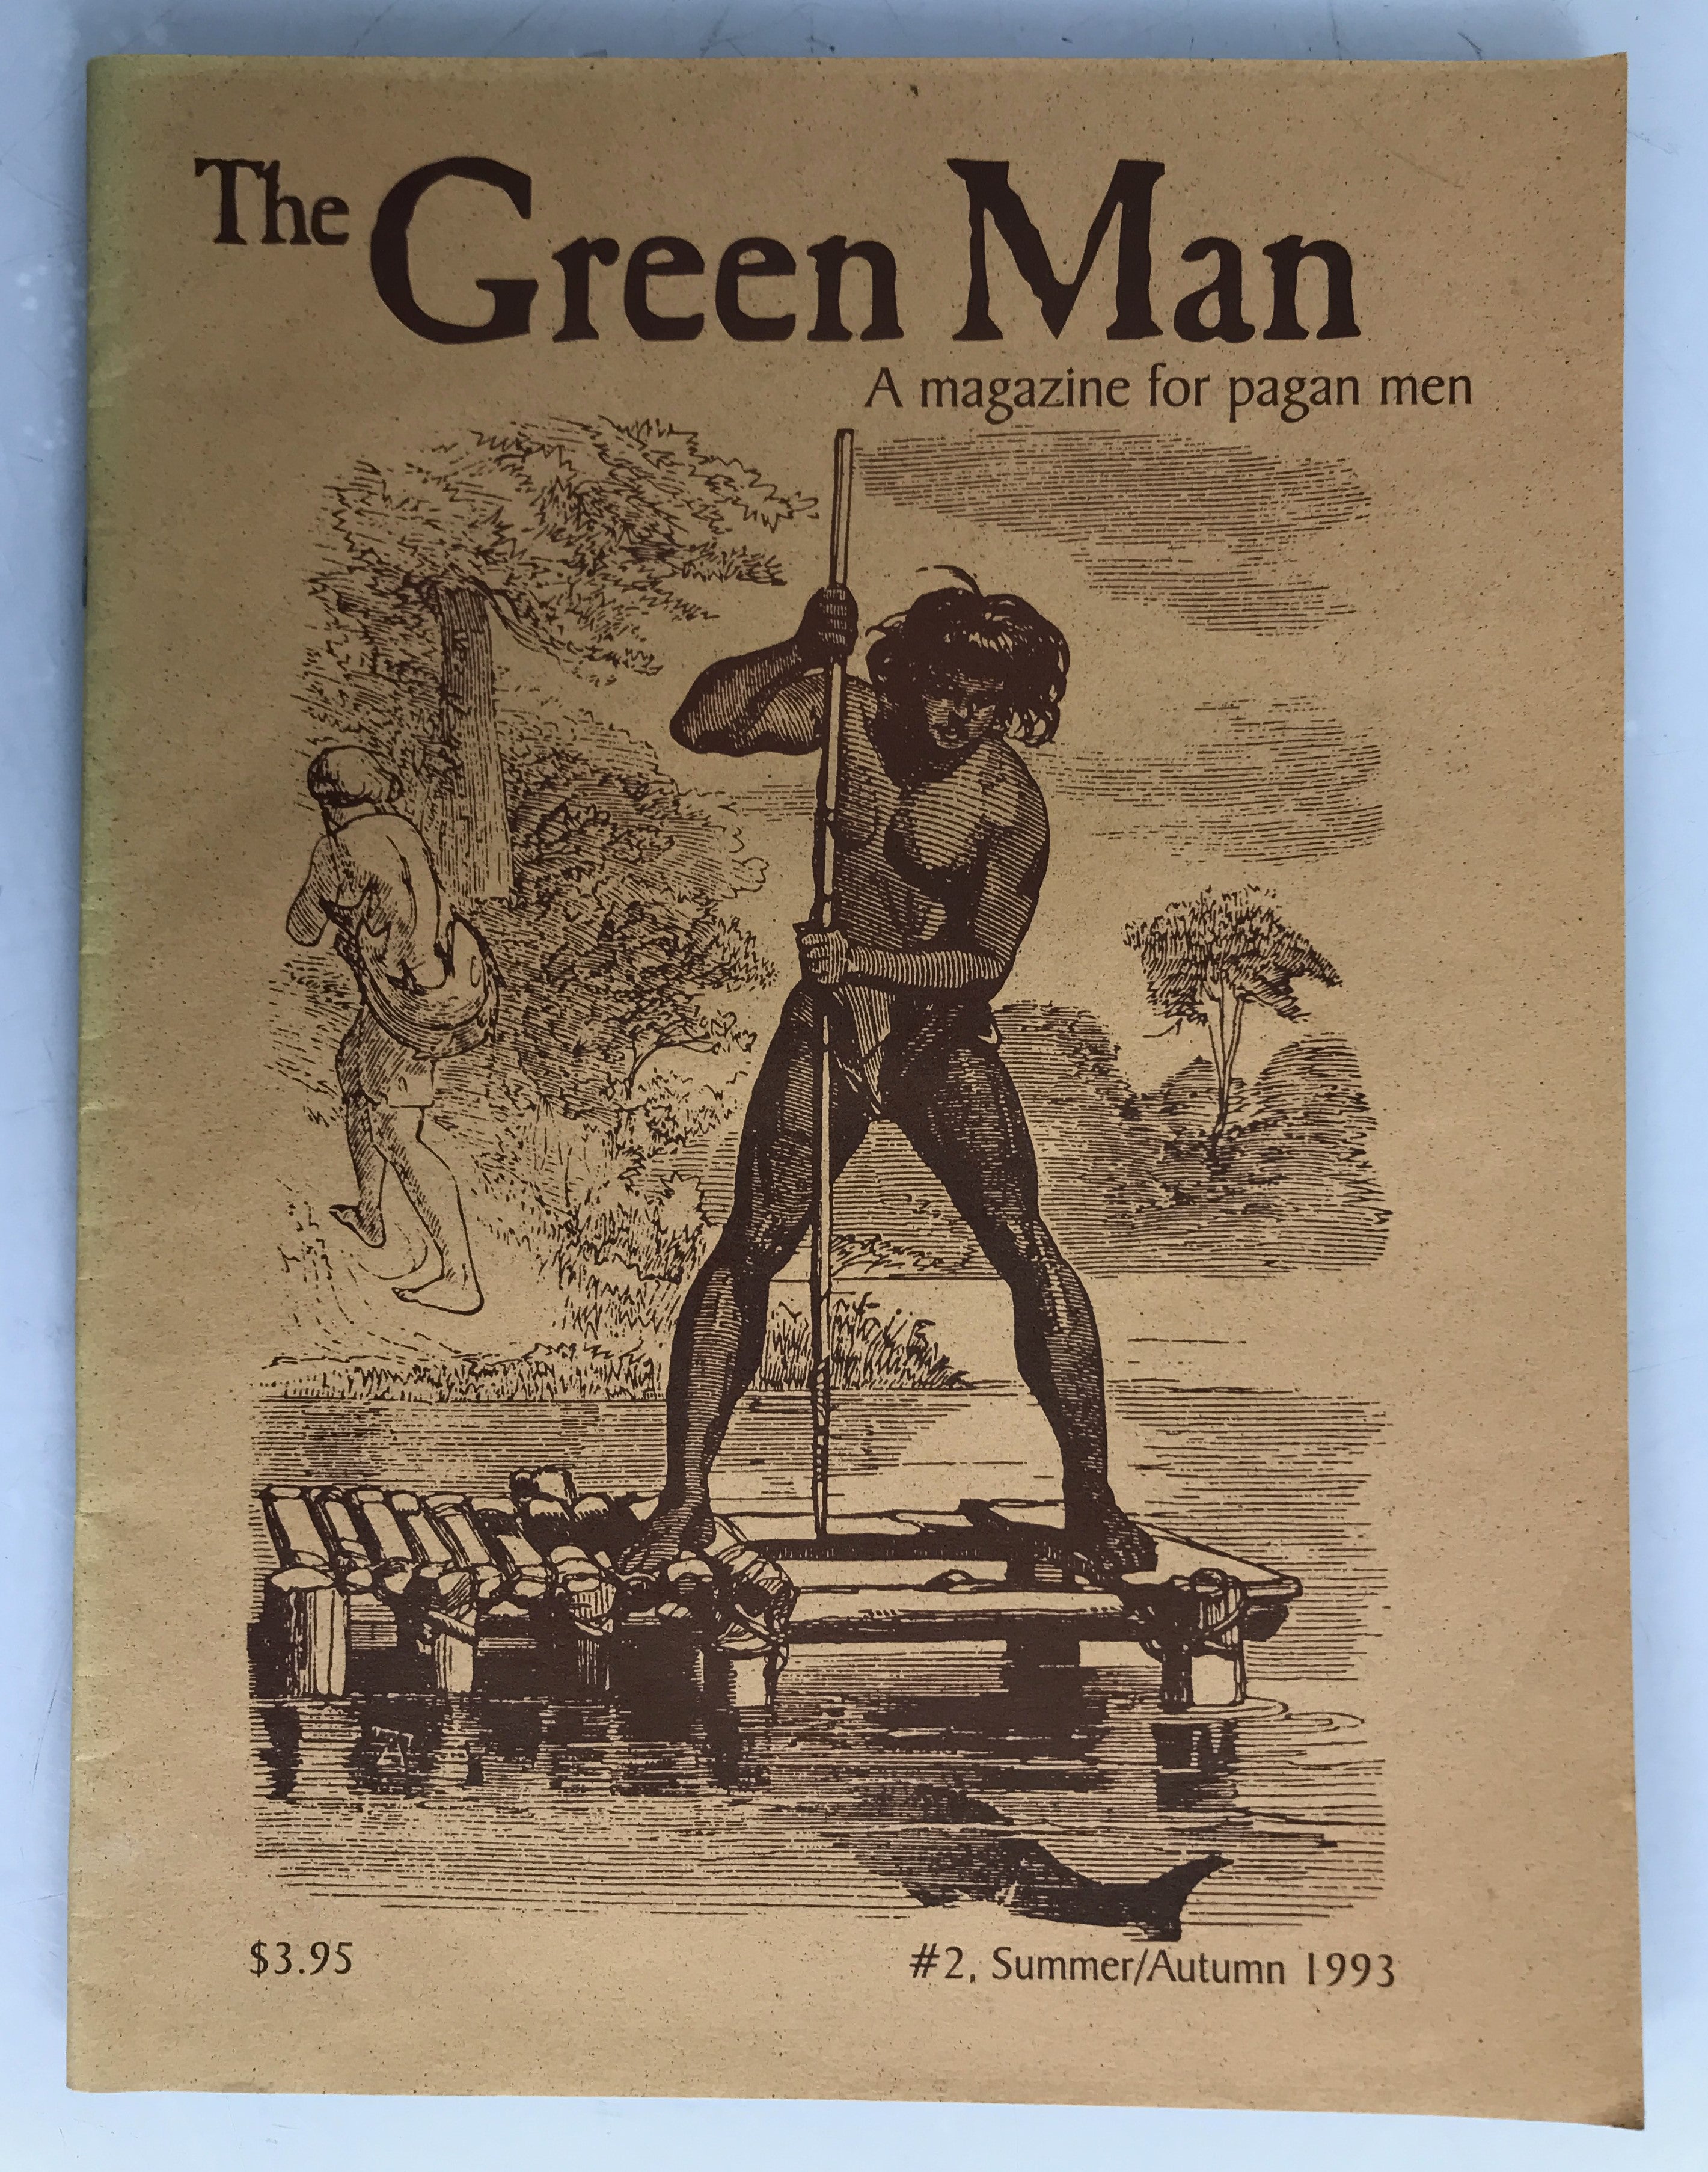 The Green Man
A magazine for pagan men
$3.95
#2, Summer/Autumn 1993